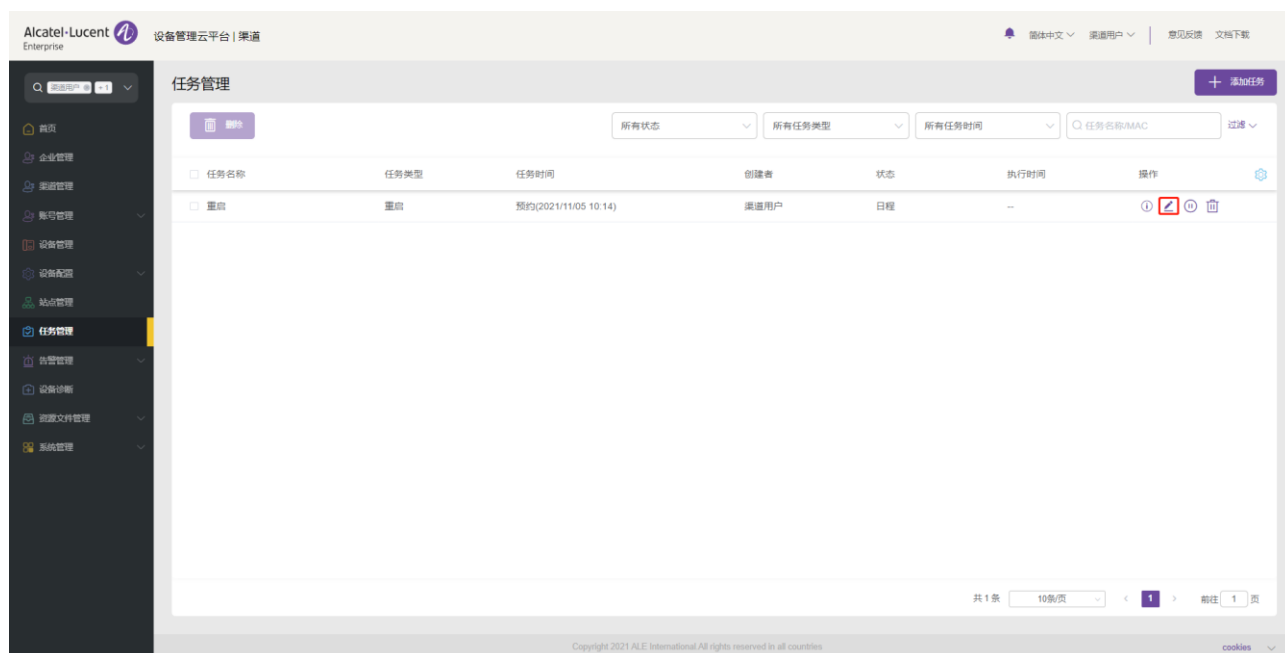 Alcatel·Lucent
Enterprise
设备管理云平台 | 渠道
简体中文 渠道用户 意见反馈 文档下载
渠道用户 + 1
首页
企业管理
渠道管理
账号管理
设备管理
设备配置
站点管理
任务管理
告警管理
设备诊断
资源文件管理
系统管理
任务管理
添加任务
删除 所有状态 所有任务类型 所有任务时间 任务名称/MAC 过滤
任务名称 任务类型 任务时间 创建者 状态 执行时间 操作
重启 重启 预约(2021/11/05 10:14) 渠道用户 日程 --
共 1 条 10条/页 < 1 > 前往 1 页
Copyright 2021 ALE International.All rights reserved in all countries
cookies